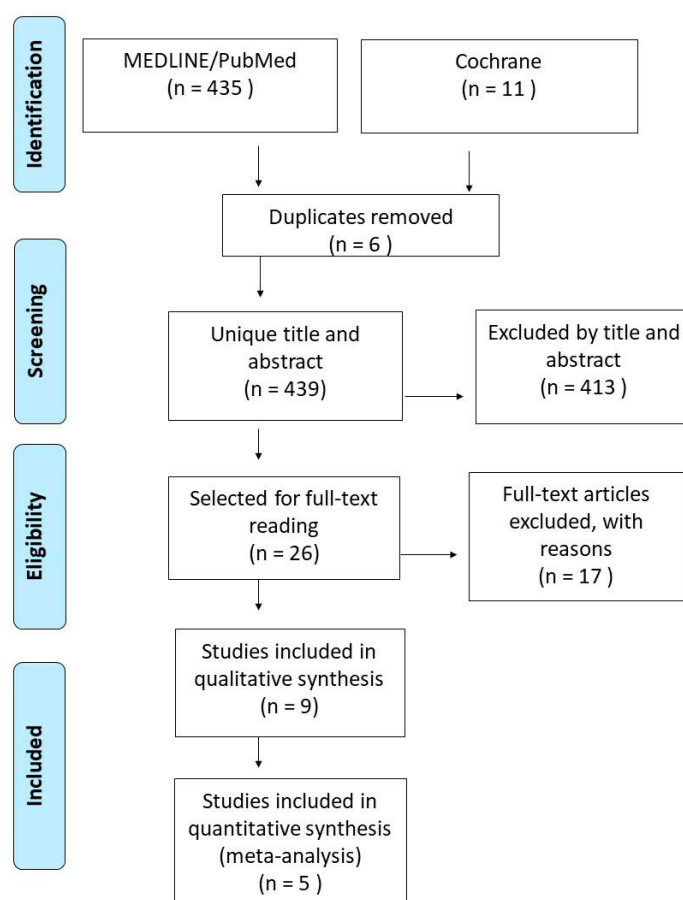 Identification
MEDLINE/PubMed
(n = 435 )
Cochrane
(n = 11 )
Duplicates removed
(n = 6 )
Screening
Unique title and
abstract
(n = 439)
Excluded by title and
abstract
(n = 413 )
Eligibility
Selected for full-text
reading
(n = 26)
Full-text articles
excluded, with
reasons
(n = 17 )
Included
Studies included in
qualitative synthesis
(n = 9)
Studies included in
quantitative synthesis
(meta-analysis)
(n = 5 )